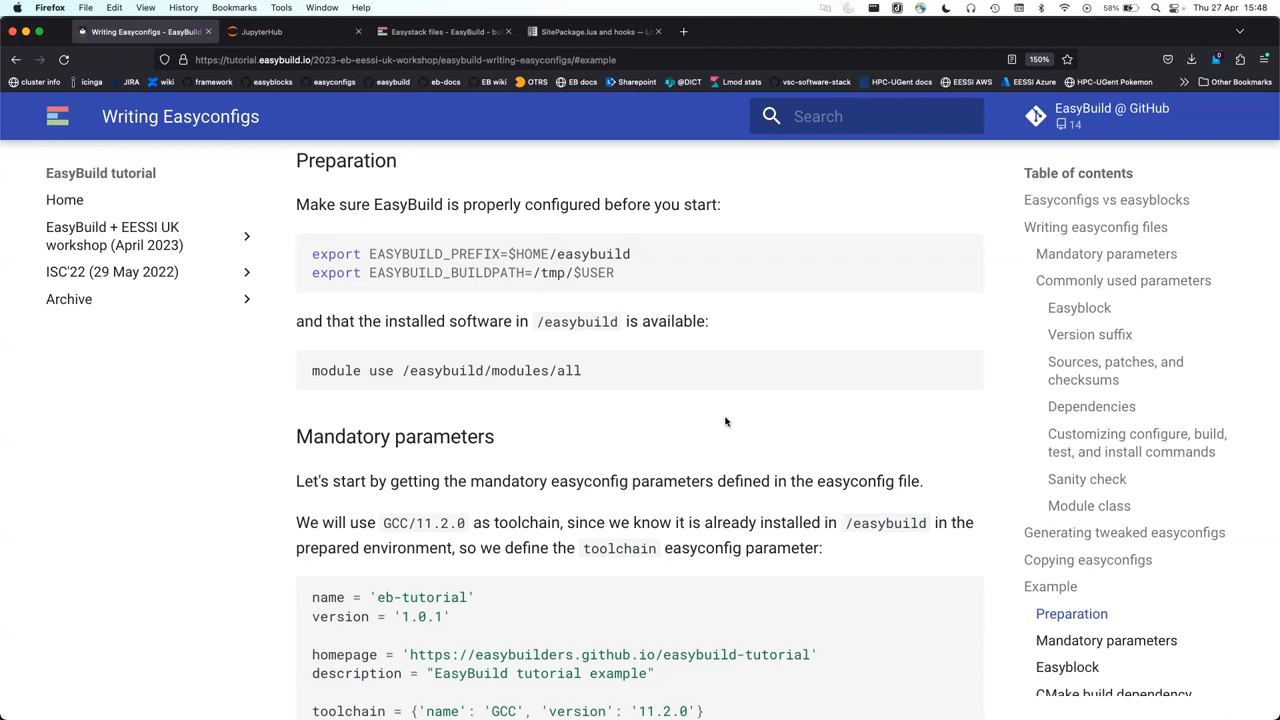 Firefox File Edit View History Bookmarks Tools Window Help 58% Thu 27 Apr 15:48
Writing Easyconfigs - EasyBuild JupyterHub Easystack files - EasyBuild - bu SitePackage.lua and hooks — L
https://tutorial.easybuild.io/2023-eb-eessi-uk-workshop/easybuild-writing-easyconfigs/#example 150%
cluster info icinga JIRA wiki framework easyblocks easyconfigs easybuild eb-docs EB wiki OTRS EB docs Sharepoint @DICT Lmod stats vsc-software-stack HPC-UGent docs EESSI AWS EESSI Azure HPC-UGent Pokemon Other Bookmarks
Writing Easyconfigs
Search
EasyBuild @ GitHub
14
EasyBuild tutorial
Home
EasyBuild + EESSI UK
workshop (April 2023)
ISC'22 (29 May 2022)
Archive
Preparation
Make sure EasyBuild is properly configured before you start:
export EASYBUILD_PREFIX=$HOME/easybuild
export EASYBUILD_BUILDPATH=/tmp/$USER
and that the installed software in /easybuild is available:
module use /easybuild/modules/all
Mandatory parameters
Let's start by getting the mandatory easyconfig parameters defined in the easyconfig file.
We will use GCC/11.2.0 as toolchain, since we know it is already installed in /easybuild in the
prepared environment, so we define the toolchain easyconfig parameter:
name = 'eb-tutorial'
version = '1.0.1'
homepage = 'https://easybuilders.github.io/easybuild-tutorial'
description = "EasyBuild tutorial example"
toolchain = {'name': 'GCC', 'version': '11.2.0'}
Table of contents
Easyconfigs vs easyblocks
Writing easyconfig files
Mandatory parameters
Commonly used parameters
Easyblock
Version suffix
Sources, patches, and
checksums
Dependencies
Customizing configure, build,
test, and install commands
Sanity check
Module class
Generating tweaked easyconfigs
Copying easyconfigs
Example
Preparation
Mandatory parameters
Easyblock
CMake build dependency